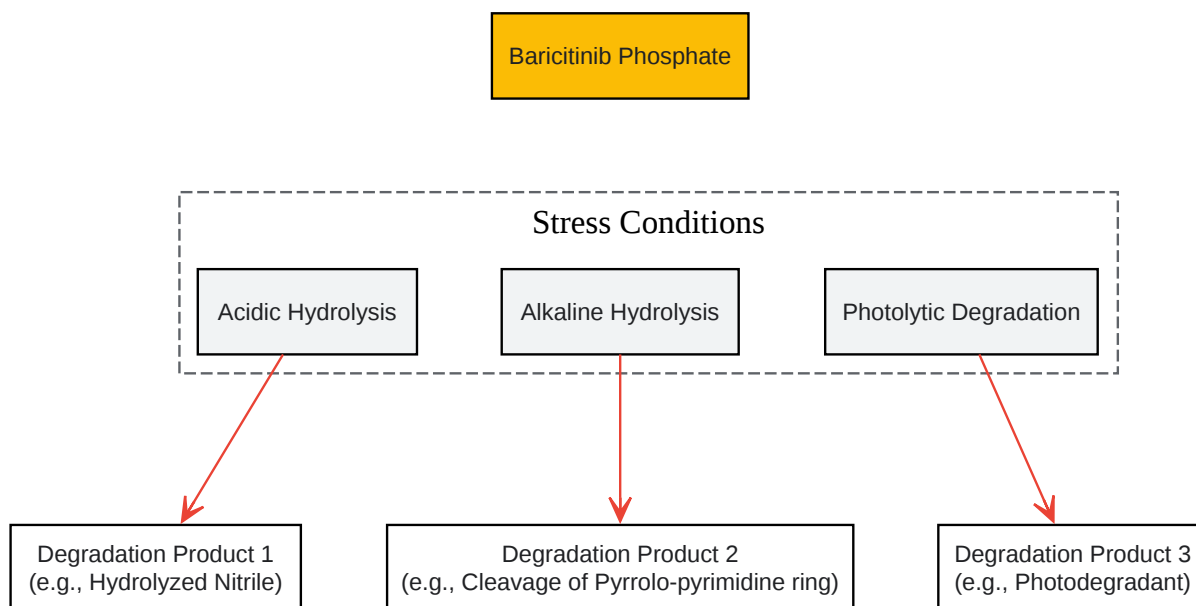 Baricitinib Phosphate
Stress Conditions
Acidic Hydrolysis
Alkaline Hydrolysis
Photolytic Degradation
Degradation Product 1
(e.g., Hydrolyzed Nitrile)
Degradation Product 2
(e.g., Cleavage of Pyrrolo-pyrimidine ring)
Degradation Product 3
(e.g., Photodegradant)